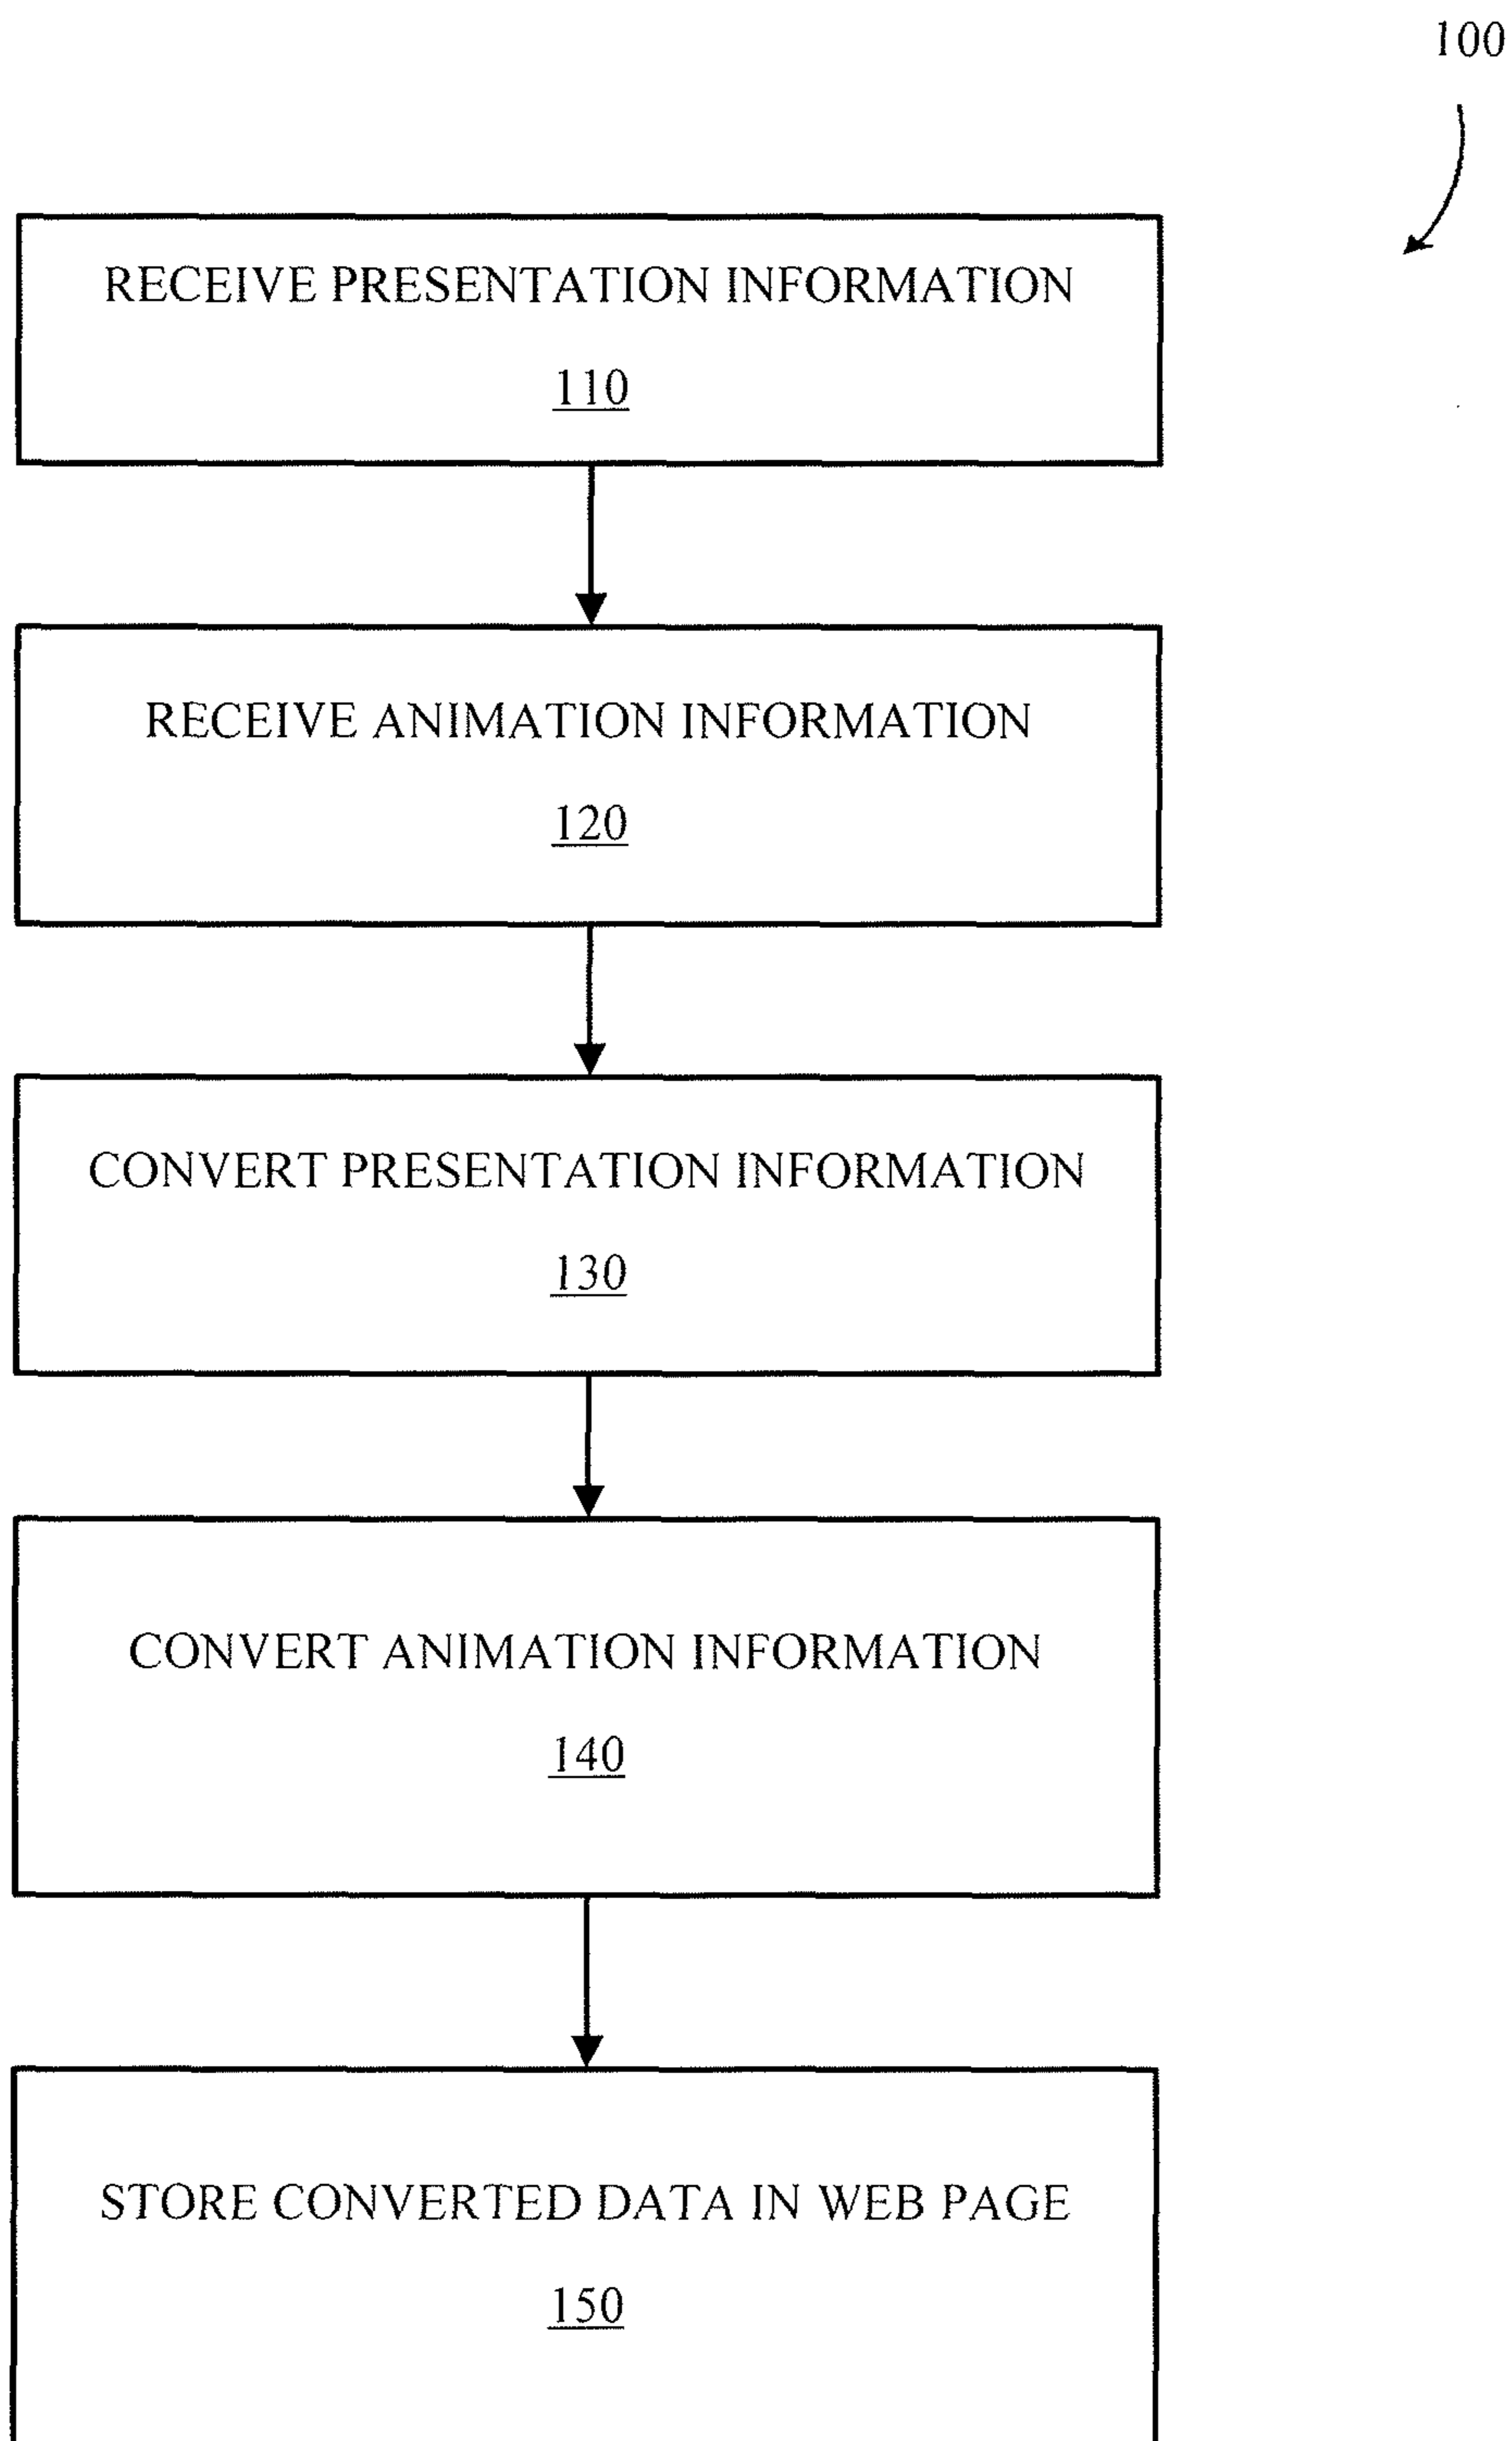 100
RECEIVE PRESENTATION INFORMATION
110
RECEIVE ANIMATION INFORMATION
120
CONVERT PRESENTATION INFORMATION
130
CONVERT ANIMATION INFORMATION
140
STORE CONVERTED DATA IN WEB PAGE
150